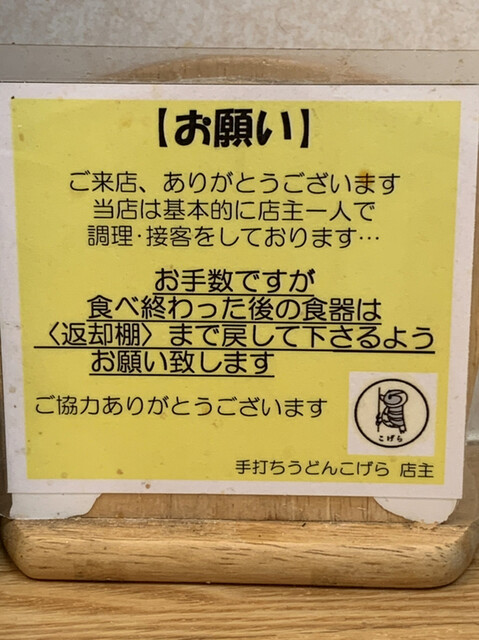 【お願い】
ご来店、ありがとうございます
当店は基本的に店主一人で
調理・接客をしております…
お手数ですが
食べ終わった後の食器は
〈返却棚〉まで戻して下さるよう
お願い致します
ご協力ありがとうございます
こげら
手打ちうどんこげら 店主